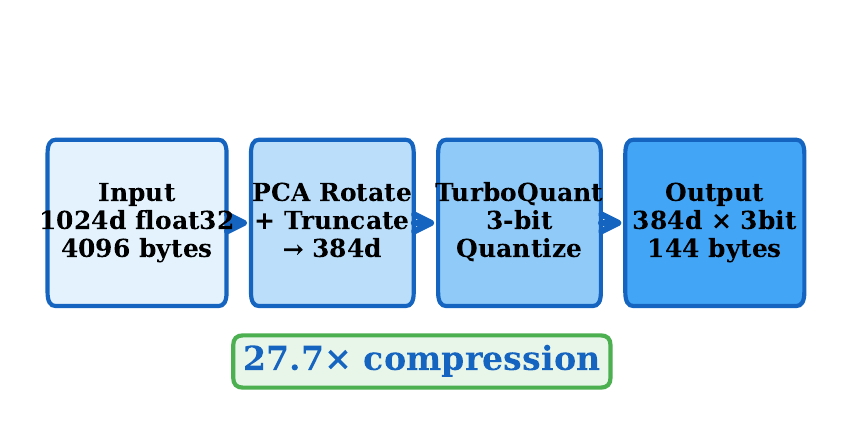 Input
1024d float32
4096 bytes
PCA Rotate
+ Truncate
→ 384d
TurboQuant
3-bit
Quantize
Output
384d × 3bit
144 bytes
27.7× compression